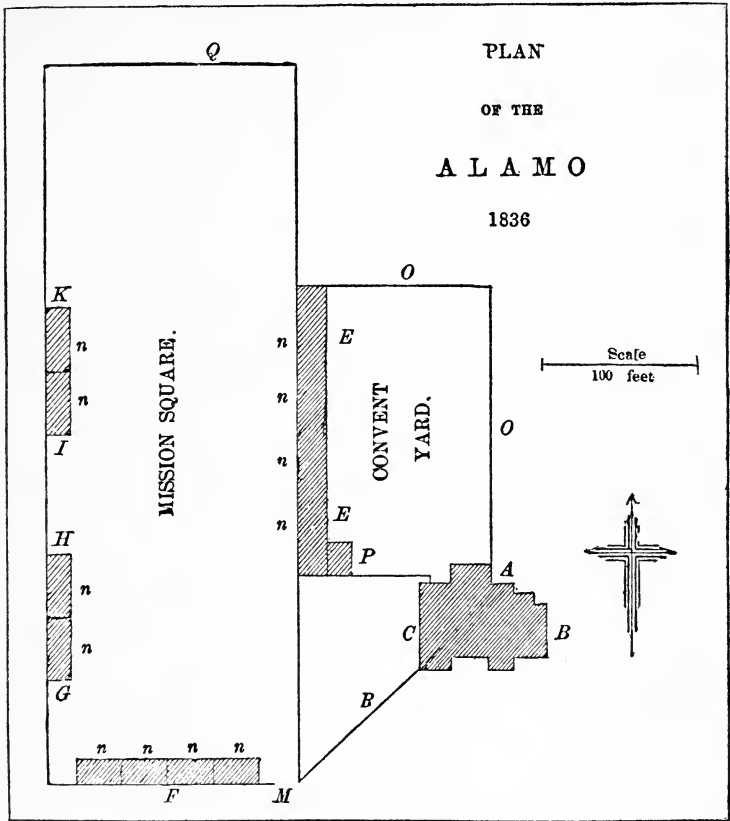 PLAN
OF THE
ALAMO
1836
Q
O
K
n
n
E
Scale
100 feet
MISSION SQUARE.
n
n
CONVENT
YARD.
O
I
n
H
n
E
P
A
n
n
C
B
G
B
n n n n
F
M